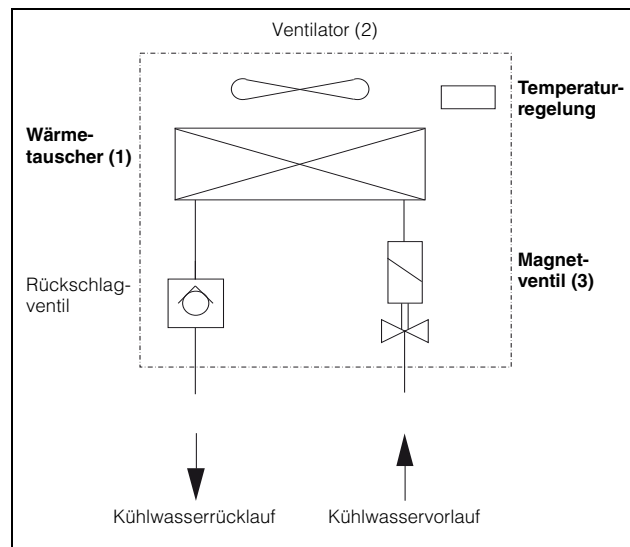 Ventilator (2)
Temperatur-
regelung
Wärme-
tauscher (1)
Rückschlag-
ventil
Magnet-
ventil (3)
Kühlwasserrücklauf
Kühlwasservorlauf